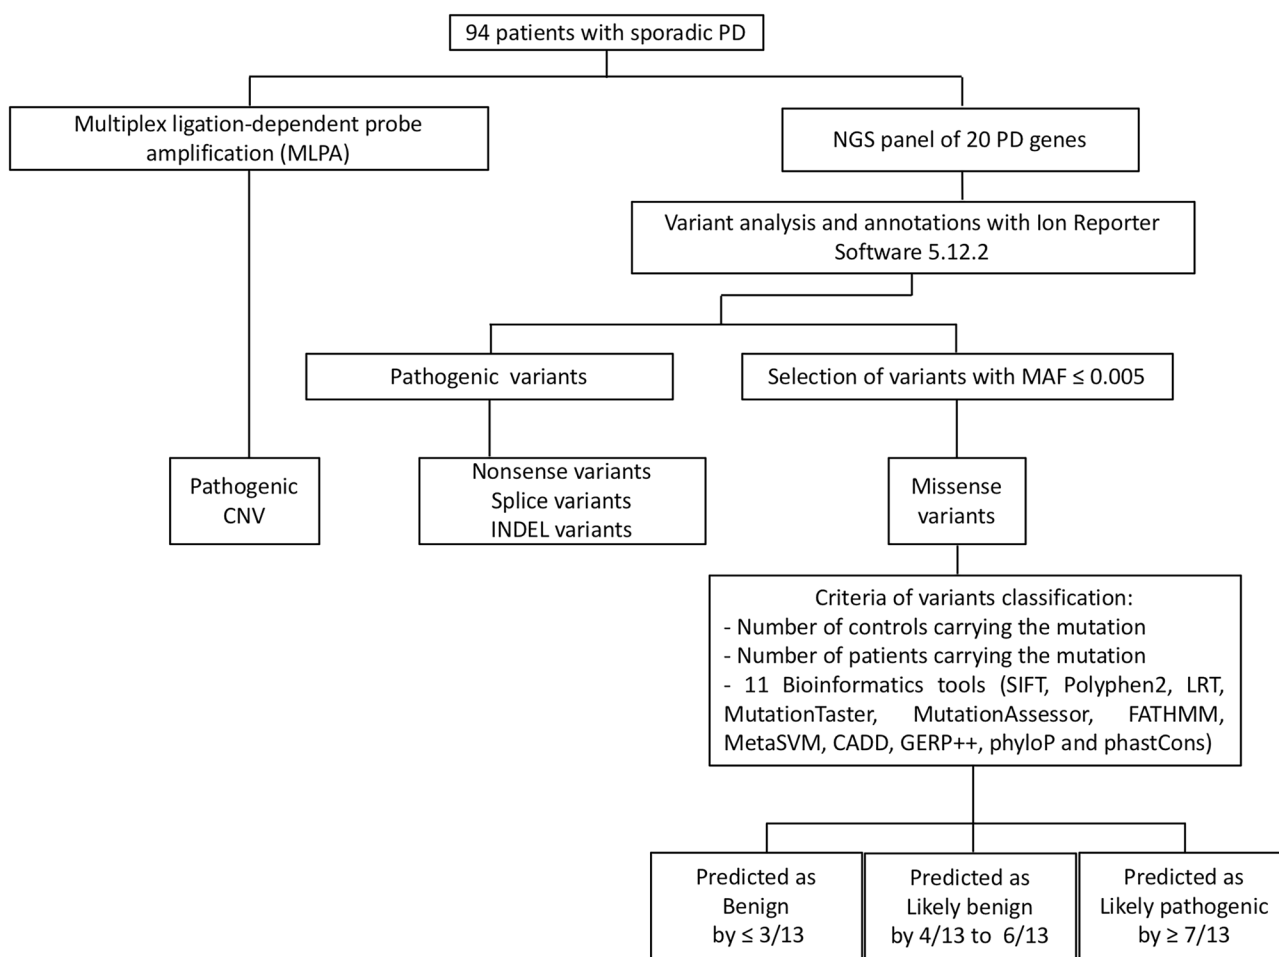 94 patients with sporadic PD
Multiplex ligation-dependent probe
amplification (MLPA)
NGS panel of 20 PD genes
Variant analysis and annotations with Ion Reporter
Software 5.12.2
Pathogenic variants
Selection of variants with MAF ≤ 0.005
Pathogenic
CNV
Nonsense variants
Splice variants
INDEL variants
Missense
variants
Criteria of variants classification:
- Number of controls carrying the mutation
- Number of patients carrying the mutation
- 11 Bioinformatics tools (SIFT, Polyphen2, LRT,
MutationTaster, MutationAssessor, FATHMM,
MetaSVM, CADD, GERP++, phyloP and phastCons)
Predicted as
Benign
by ≤ 3/13
Predicted as
Likely benign
by 4/13 to 6/13
Predicted as
Likely pathogenic
by ≥ 7/13